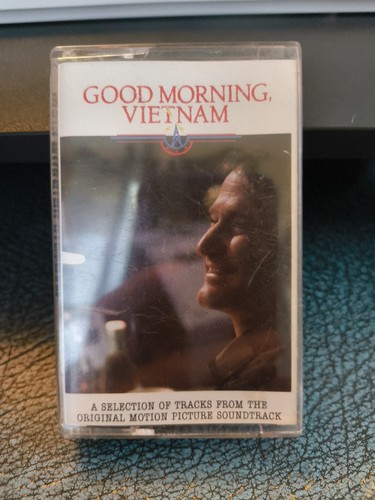 GOOD MORNING,
VIETNAM
A SELECTION OF TRACKS FROM THE
ORIGINAL MOTION PICTURE SOUNDTRACK